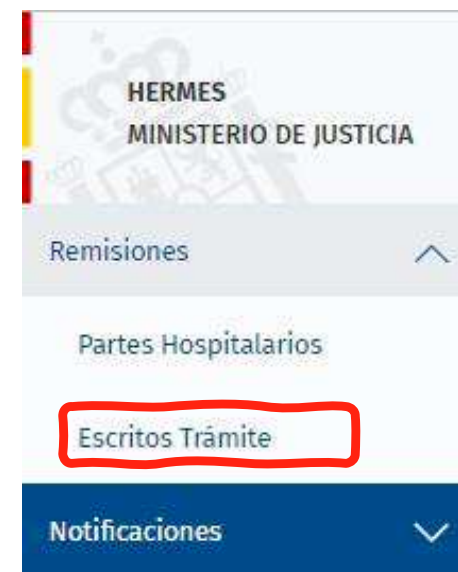 HERMES
MINISTERIO DE JUSTICIA
Remisiones
Partes Hospitalarios
Escritos Trámite
Notificaciones